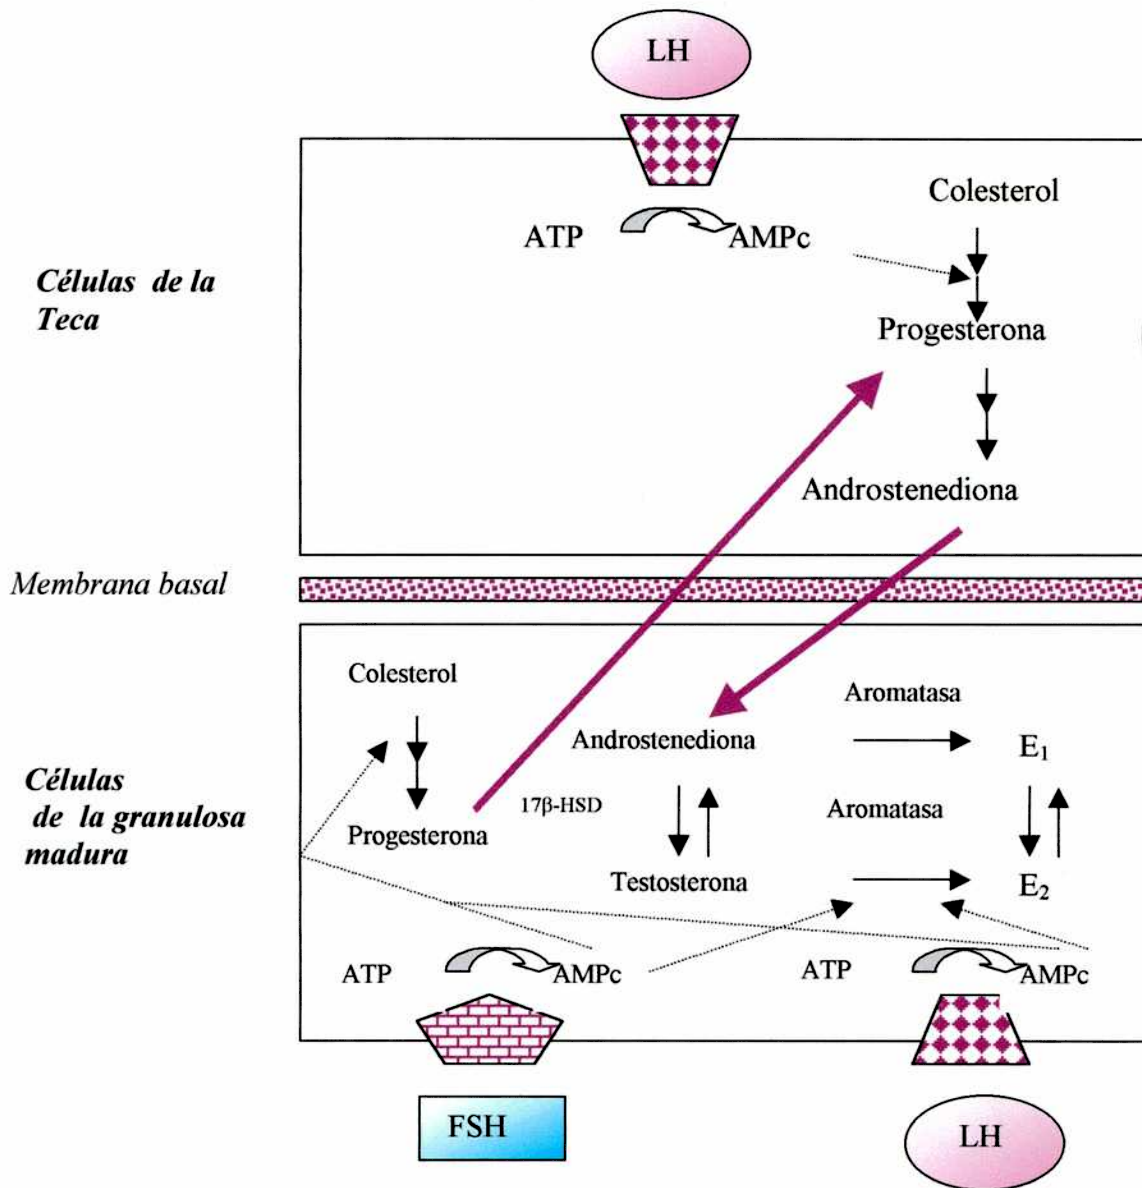 LH
Colesterol
ATP AMPc
Células de la
Teca
Progesterona
Androstenediona
Membrana basal
Colesterol
Aromatasa
Androstenediona E₁
Células
de la granulosa
madura
17β-HSD Aromatasa
Progesterona
Testosterona E₂
ATP AMPc ATP AMPc
FSH LH